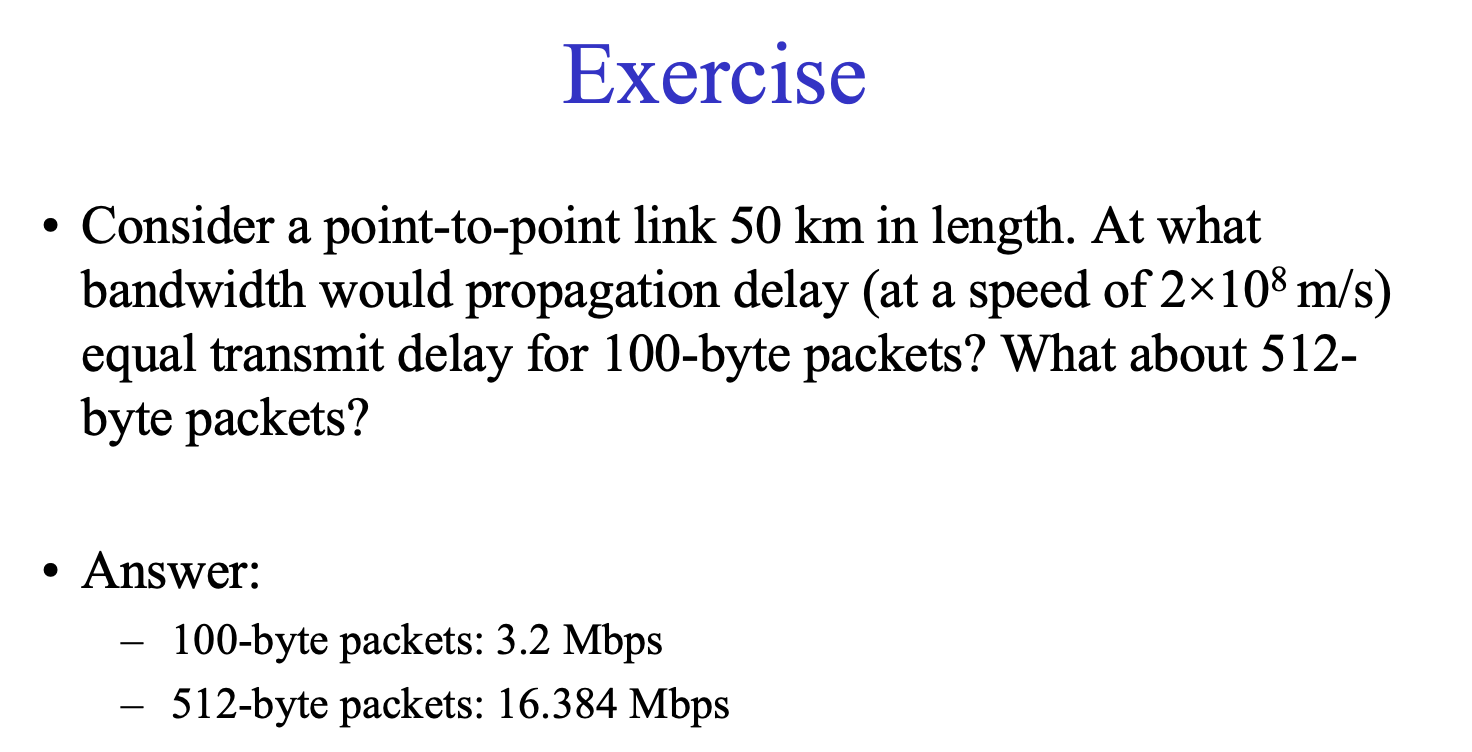 Exercise
• Consider a point-to-point link 50 km in length. At what
bandwidth would propagation delay (at a speed of 2×10⁸ m/s)
equal transmit delay for 100-byte packets? What about 512-
byte packets?
• Answer:
– 100-byte packets: 3.2 Mbps
– 512-byte packets: 16.384 Mbps